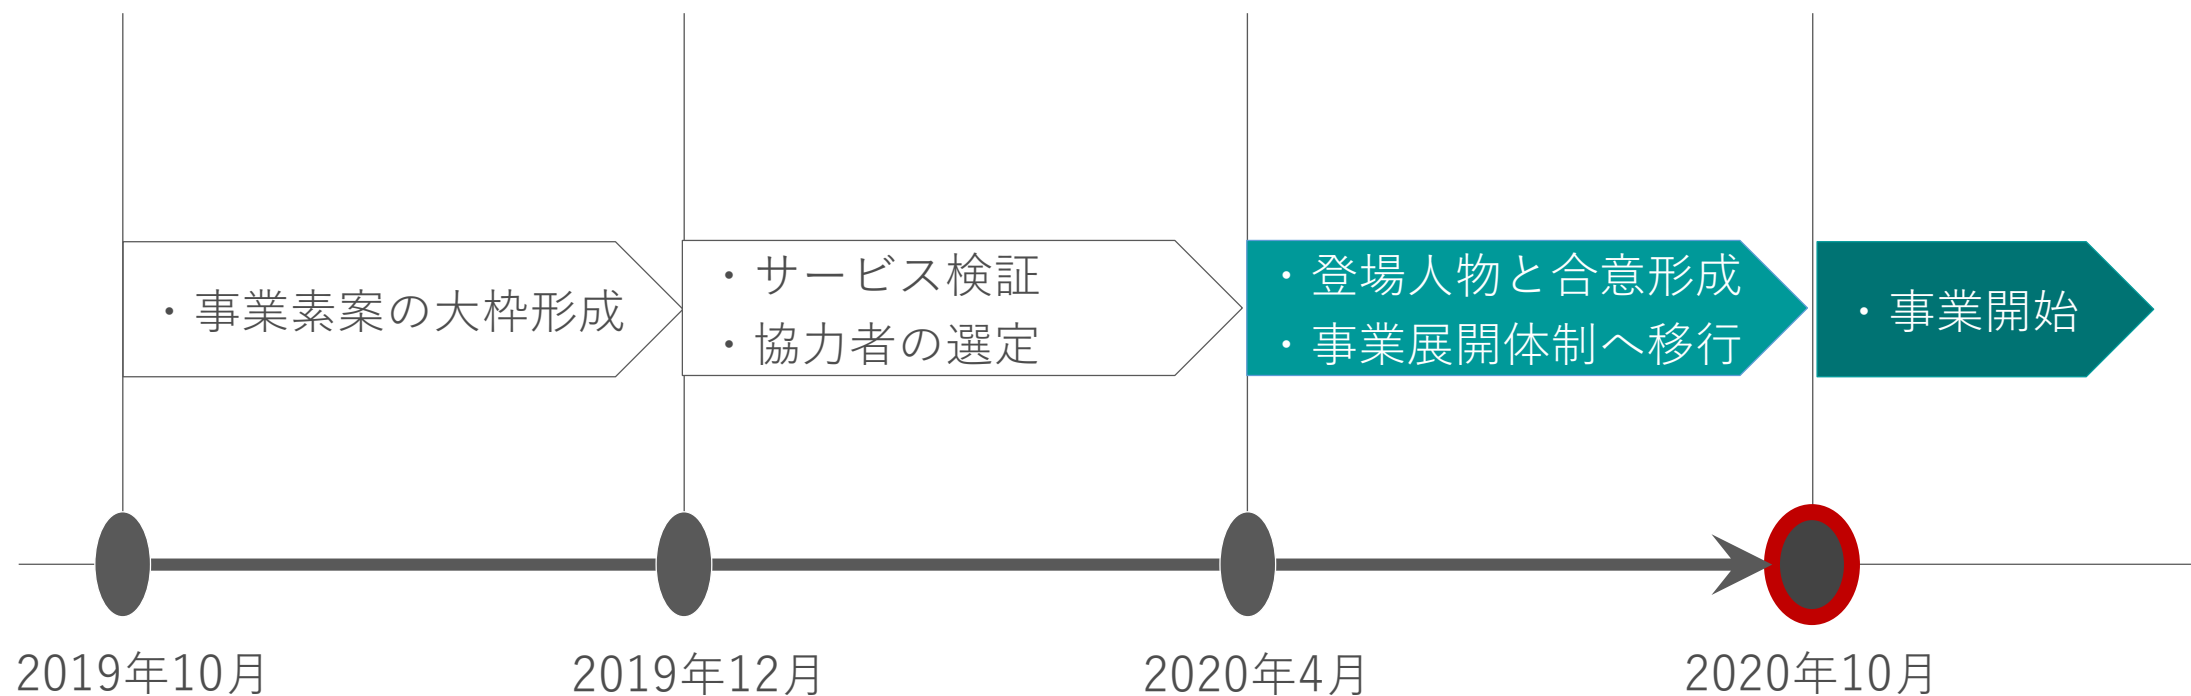 ・事業素案の大枠形成
・サービス検証
・協力者の選定
・登場人物と合意形成
・事業展開体制へ移行
・事業開始
2019年10月
2019年12月
2020年4月
2020年10月